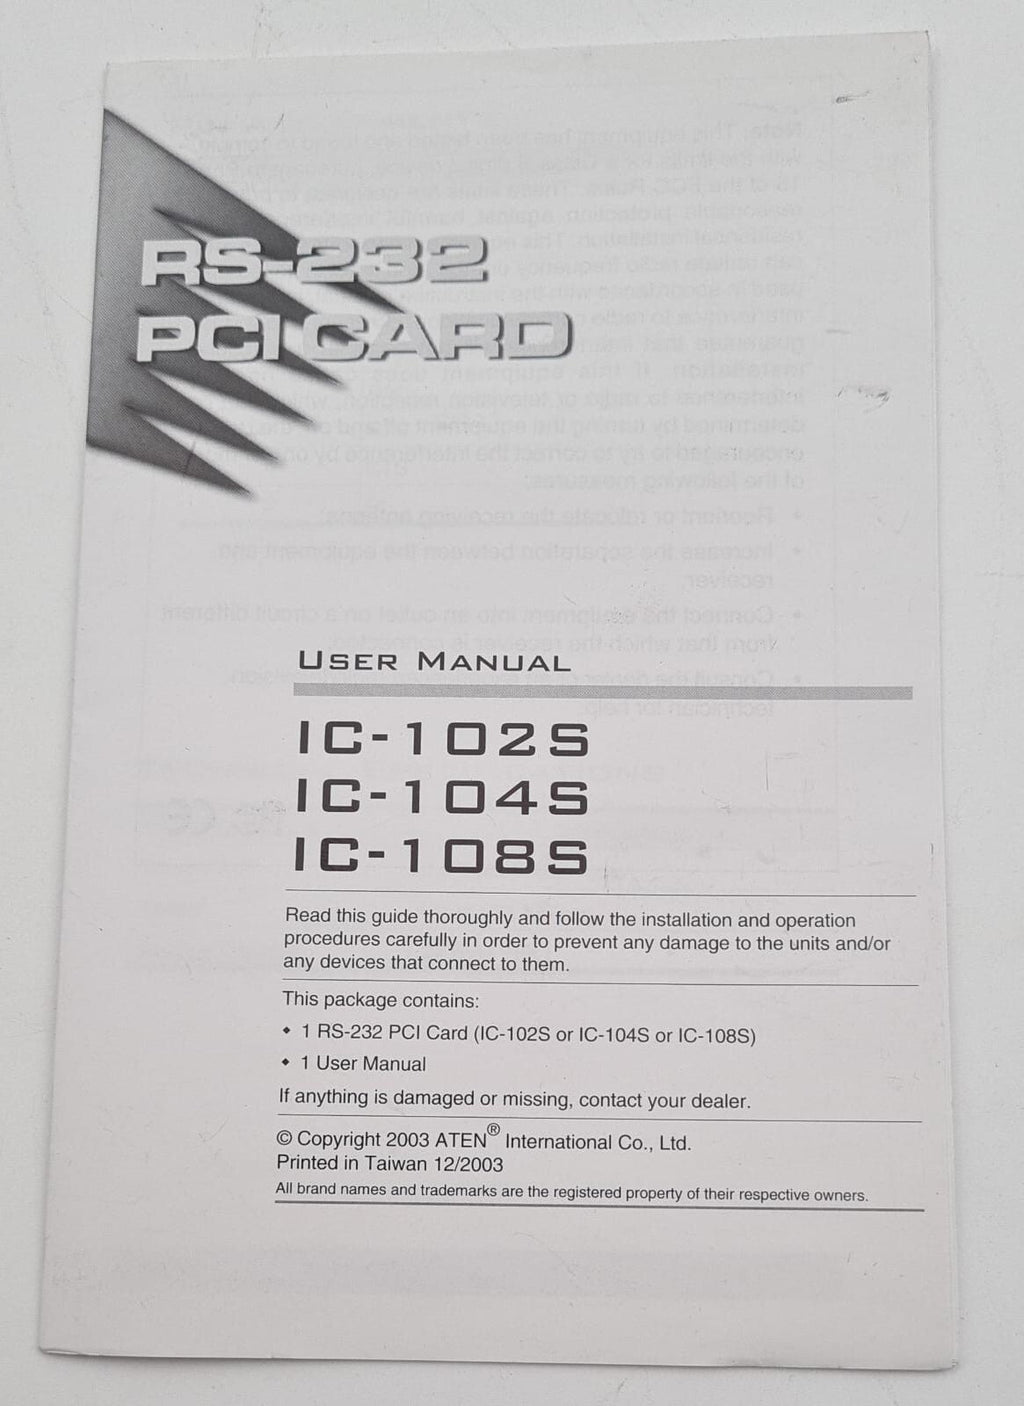 RS-232
PCI CARD
USER MANUAL
IC-102S
IC-104S
IC-108S
Read this guide thoroughly and follow the installation and operation
procedures carefully in order to prevent any damage to the units and/or
any devices that connect to them.
This package contains:
◆ 1 RS-232 PCI Card (IC-102S or IC-104S or IC-108S)
◆ 1 User Manual
If anything is damaged or missing, contact your dealer.
© Copyright 2003 ATEN® International Co., Ltd.
Printed in Taiwan 12/2003
All brand names and trademarks are the registered property of their respective owners.